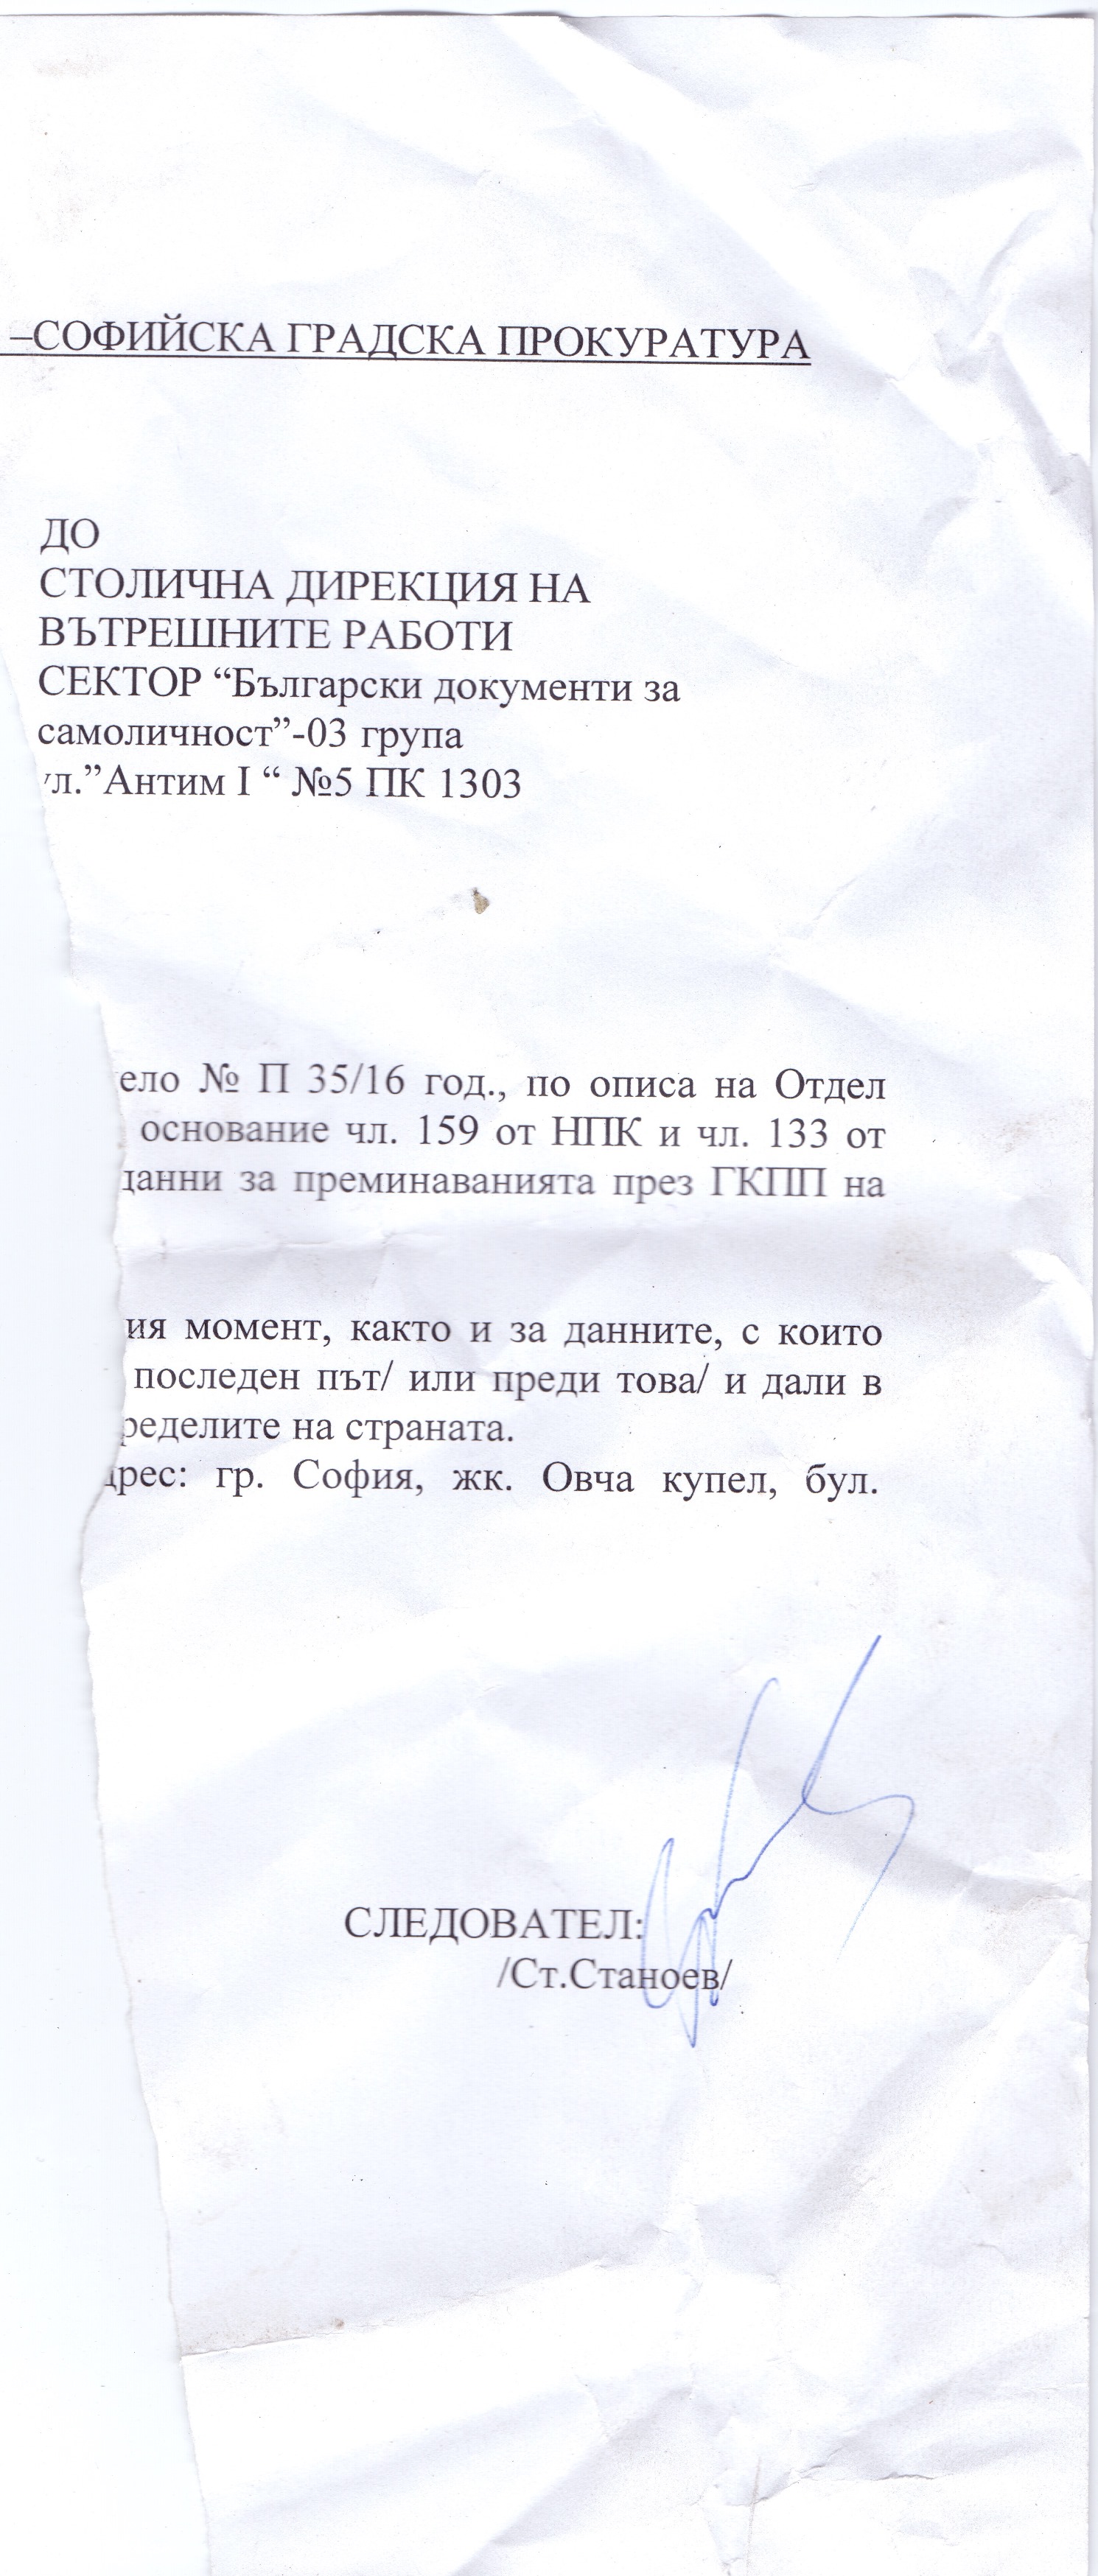 –СОФИЙСКА ГРАДСКА ПРОКУРАТУРА
ДО
СТОЛИЧНА ДИРЕКЦИЯ НА
ВЪТРЕШНИТЕ РАБОТИ
СЕКТОР “Български документи за
самоличност”-03 група
ул.”Антим I “ №5 ПК 1303
ело № П 35/16 год., по описа на Отдел
основание чл. 159 от НПК и чл. 133 от
данни за преминаванията през ГКПП на
ия момент, както и за данните, с които
последен път/ или преди това/ и дали в
ределите на страната.
дрес: гр. София, жк. Овча купел, бул.
СЛЕДОВАТЕЛ:
/Ст.Станоев/